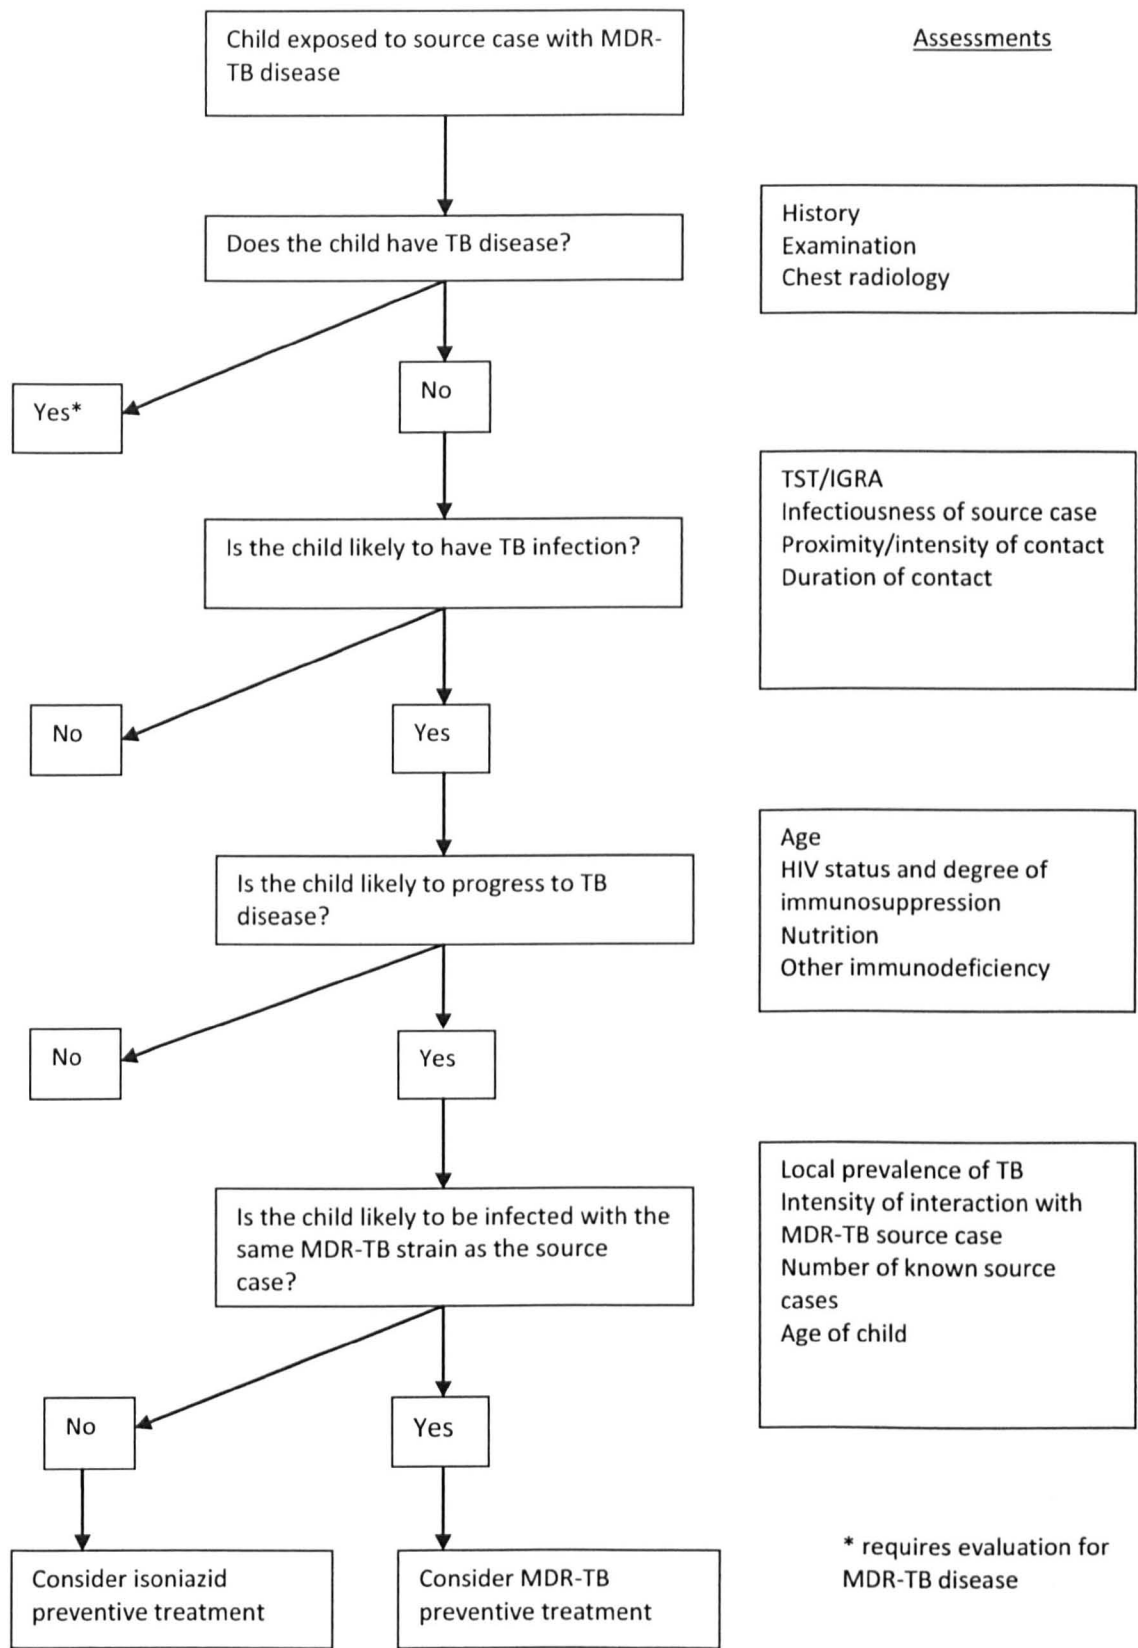 Child exposed to source case with MDR-
TB disease
Assessments
Does the child have TB disease?
History
Examination
Chest radiology
Yes*
No
Is the child likely to have TB infection?
TST/IGRA
Infectiousness of source case
Proximity/intensity of contact
Duration of contact
No
Yes
Is the child likely to progress to TB
disease?
Age
HIV status and degree of
immunosuppression
Nutrition
Other immunodeficiency
No
Yes
Is the child likely to be infected with the
same MDR-TB strain as the source
case?
Local prevalence of TB
Intensity of interaction with
MDR-TB source case
Number of known source
cases
Age of child
No
Yes
Consider isoniazid
preventive treatment
Consider MDR-TB
preventive treatment
* requires evaluation for
MDR-TB disease